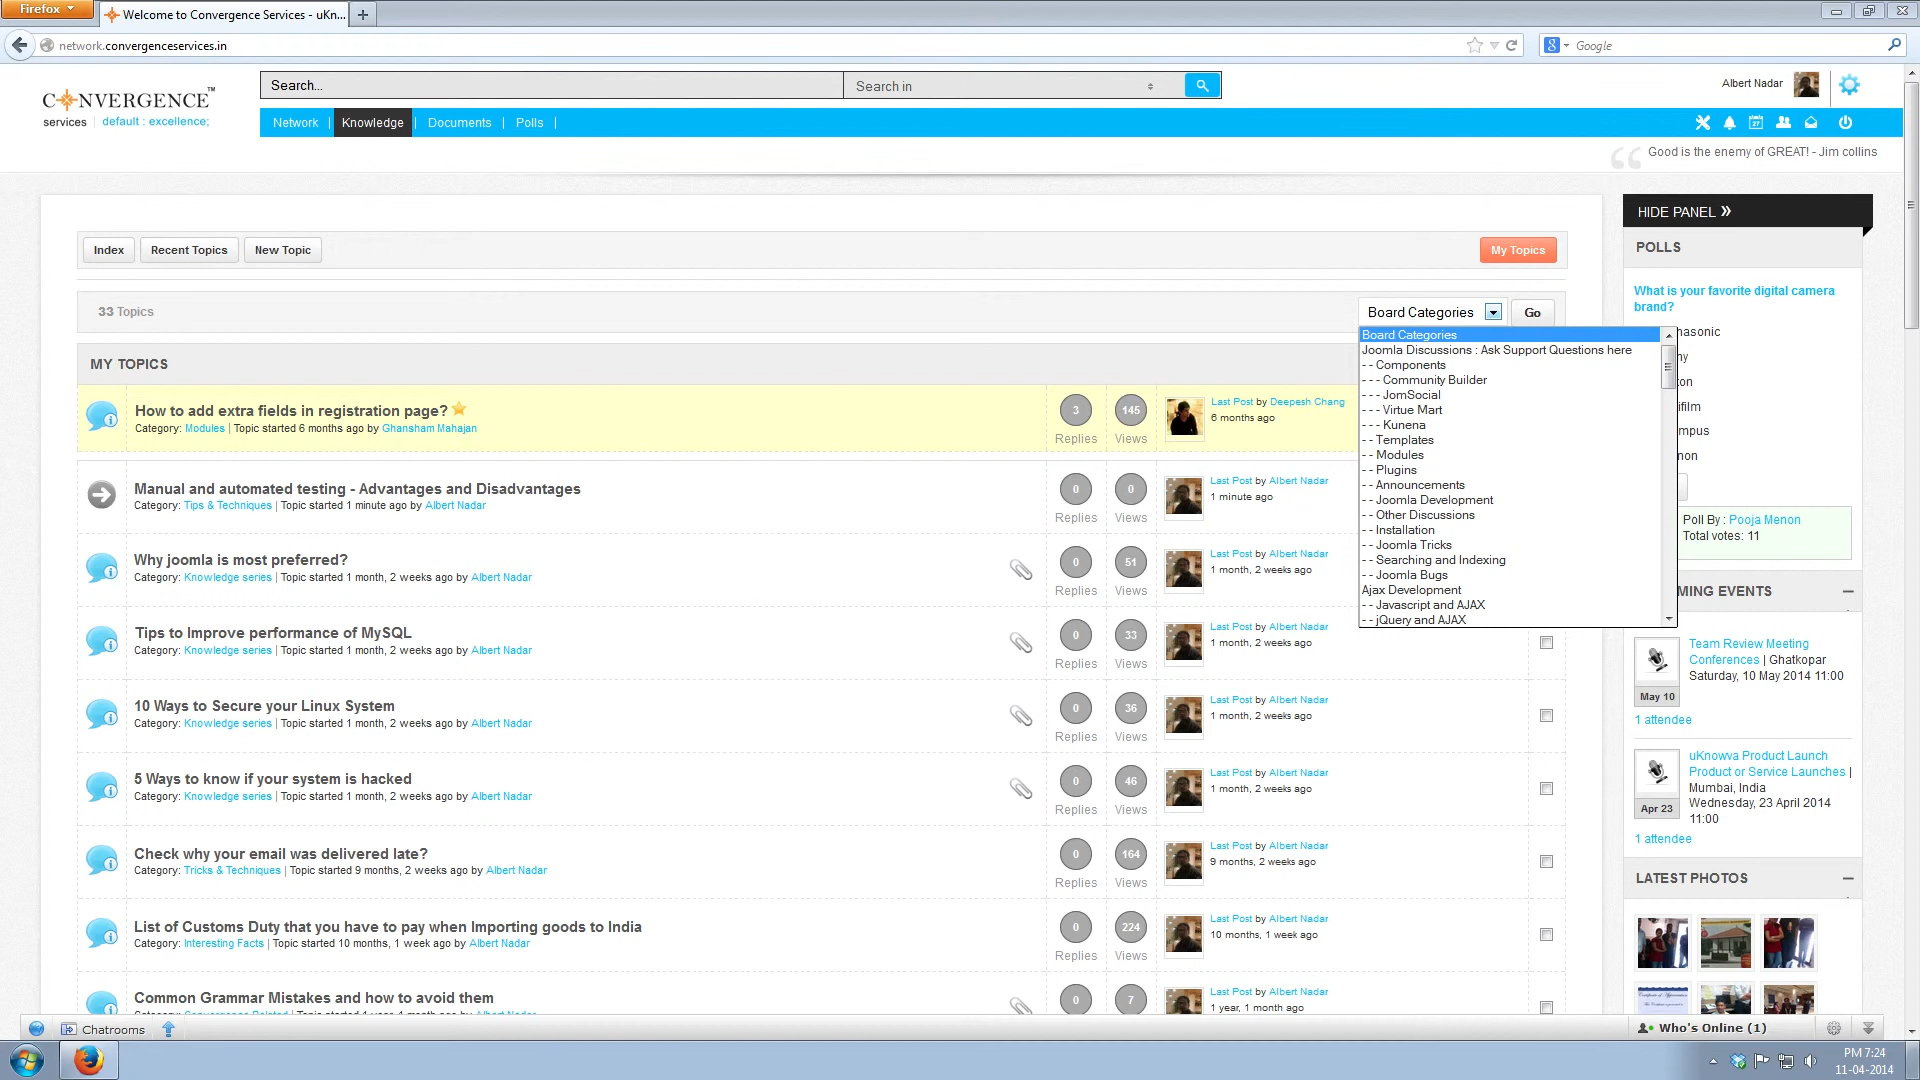 Firefox
Welcome to Convergence Services - uKn...
network.convergenceservices.in
Google
CONVERGENCE™
services | default : excellence;
Search...
Search in
Albert Nadar
Network | Knowledge | Documents | Polls |
27
Good is the enemy of GREAT! - Jim collins
Index
Recent Topics
New Topic
My Topics
33 Topics
Board Categories
Go
Board Categories
Joomla Discussions : Ask Support Questions here
- - Components
- - - Community Builder
- - - JomSocial
- - - Virtue Mart
- - - Kunena
- - Templates
- - Modules
- - Plugins
- - Announcements
- - Joomla Development
- - Other Discussions
- - Installation
- - Joomla Tricks
- - Searching and Indexing
- - Joomla Bugs
Ajax Development
- - Javascript and AJAX
- - jQuery and AJAX
MY TOPICS
How to add extra fields in registration page?
Category: Modules | Topic started 6 months ago by Ghansham Mahajan
3
Replies
145
Views
Last Post by Deepesh Chang
6 months ago
Manual and automated testing - Advantages and Disadvantages
Category: Tips & Techniques | Topic started 1 minute ago by Albert Nadar
0
Replies
0
Views
Last Post by Albert Nadar
1 minute ago
Why joomla is most preferred?
Category: Knowledge series | Topic started 1 month, 2 weeks ago by Albert Nadar
0
Replies
51
Views
Last Post by Albert Nadar
1 month, 2 weeks ago
Tips to Improve performance of MySQL
Category: Knowledge series | Topic started 1 month, 2 weeks ago by Albert Nadar
0
Replies
33
Views
Last Post by Albert Nadar
1 month, 2 weeks ago
10 Ways to Secure your Linux System
Category: Knowledge series | Topic started 1 month, 2 weeks ago by Albert Nadar
0
Replies
36
Views
Last Post by Albert Nadar
1 month, 2 weeks ago
5 Ways to know if your system is hacked
Category: Knowledge series | Topic started 1 month, 2 weeks ago by Albert Nadar
0
Replies
46
Views
Last Post by Albert Nadar
1 month, 2 weeks ago
Check why your email was delivered late?
Category: Tricks & Techniques | Topic started 9 months, 2 weeks ago by Albert Nadar
0
Replies
164
Views
Last Post by Albert Nadar
9 months, 2 weeks ago
List of Customs Duty that you have to pay when Importing goods to India
Category: Interesting Facts | Topic started 10 months, 1 week ago by Albert Nadar
0
Replies
224
Views
Last Post by Albert Nadar
10 months, 1 week ago
Common Grammar Mistakes and how to avoid them
0
7
Last Post by Albert Nadar
1 year, 1 month ago
HIDE PANEL »
POLLS
What is your favorite digital camera
brand?
nasonic
ny
on
ifilm
mpus
non
Poll By : Pooja Menon
Total votes: 11
MING EVENTS
May 10
Team Review Meeting
Conferences | Ghatkopar
Saturday, 10 May 2014 11:00
1 attendee
Apr 23
uKnowva Product Launch
Product or Service Launches |
Mumbai, India
Wednesday, 23 April 2014
11:00
1 attendee
LATEST PHOTOS
Chatrooms
Who's Online (1)
PM 7:24
11-04-2014